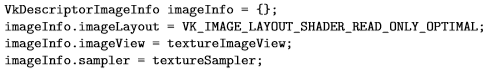 VkDescriptorImageInfo imageInfo = {};
imageInfo.imageLayout = VK_IMAGE_LAYOUT_SHADER_READ_ONLY_OPTIMAL;
imageInfo.imageView = textureImageView;
imageInfo.sampler = textureSampler;